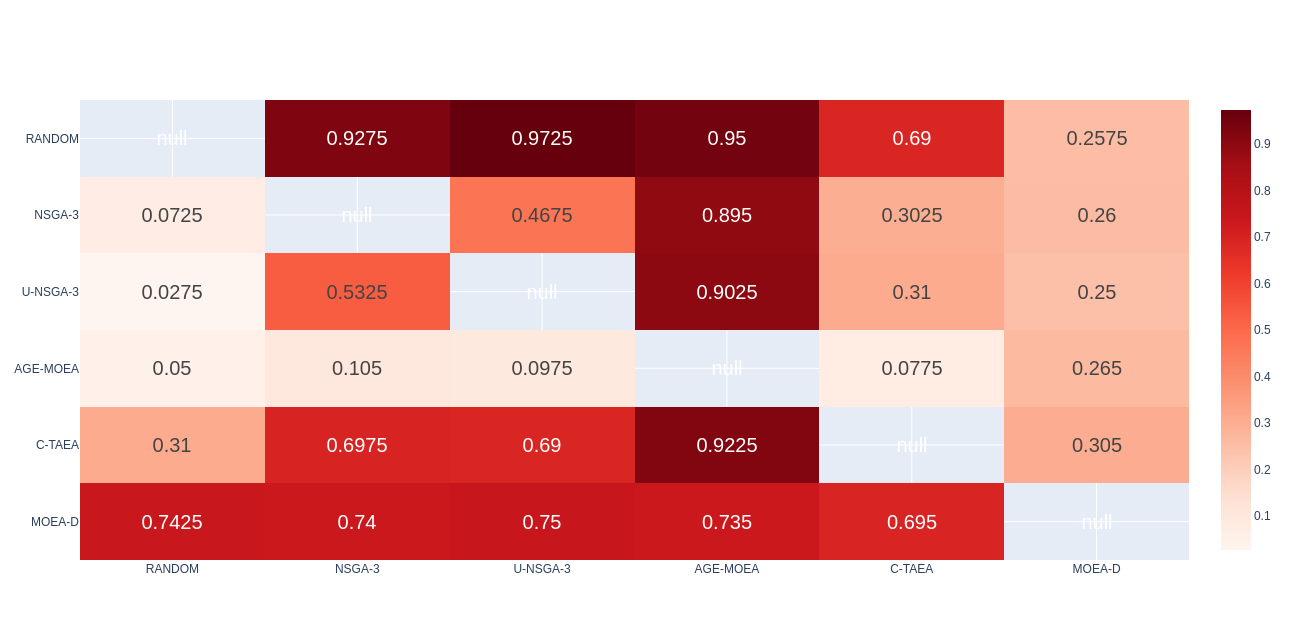 RANDOM null 0.9275 0.9725 0.95 0.69 0.2575
0.9
0.8
NSGA-3 0.0725 null 0.4675 0.895 0.3025 0.26
0.7
0.6
U-NSGA-3 0.0275 0.5325 null 0.9025 0.31 0.25
0.5
AGE-MOEA 0.05 0.105 0.0975 null 0.0775 0.265
0.4
0.3
C-TAEA 0.31 0.6975 0.69 0.9225 null 0.305
0.2
0.1
MOEA-D 0.7425 0.74 0.75 0.735 0.695 null
RANDOM NSGA-3 U-NSGA-3 AGE-MOEA C-TAEA MOEA-D